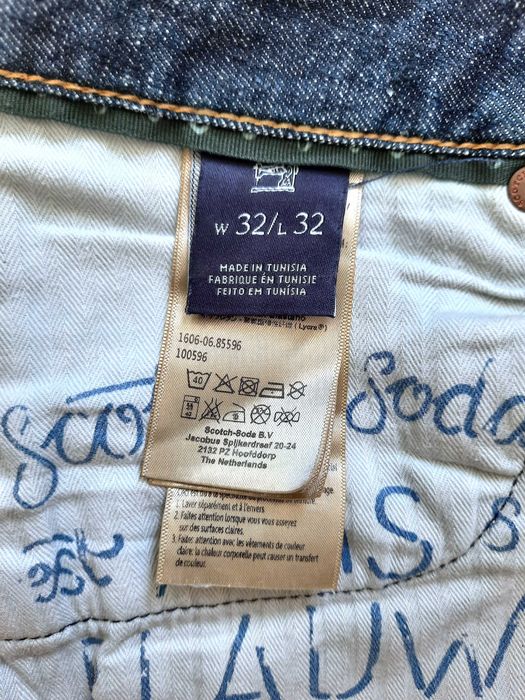 W 32/L 32
MADE IN TUNISIA
FABRIQUE EN TUNISIE
FEITO EM TUNÍSIA
(Lycra®)
1606-06.85596
100596
40
Scotch-Soda B.V
Jacobus Spijkerdreef 20-24
2132 PZ Hoofddorp
The Netherlands
1. Laver séparément et à l'envers.
2. Faites attention lorsque vous vous asseyez
sur des surfaces claires.
3. Faites attention avec les vêtements de couleur
claire: la chaleur corporelle peut causer un transfert
de couleur.
Soda